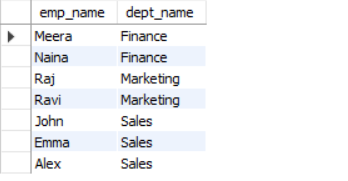 emp_name dept_name
Meera Finance
Naina Finance
Raj Marketing
Ravi Marketing
John Sales
Emma Sales
Alex Sales